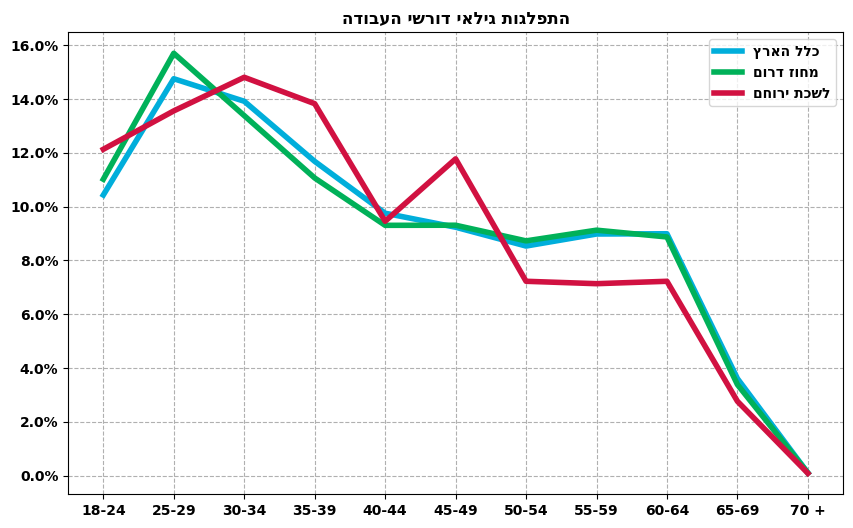 התפלגות גילאי דורשי העבודה
כלל הארץ
מחוז דרום
לשכת ירוחם
16.0%
14.0%
12.0%
10.0%
8.0%
6.0%
4.0%
2.0%
0.0%
18-24 25-29 30-34 35-39 40-44 45-49 50-54 55-59 60-64 65-69 70 +